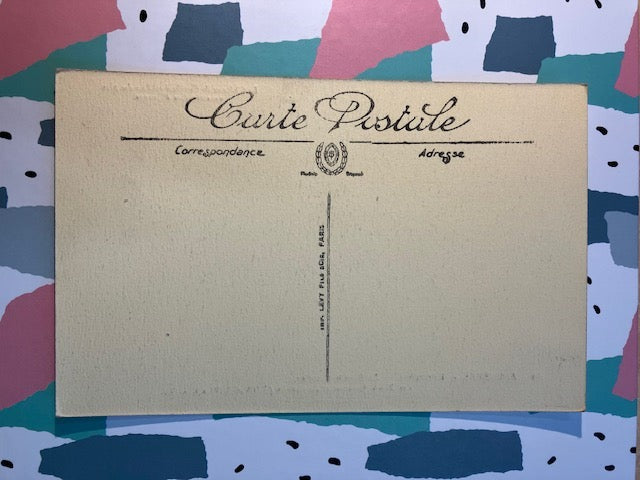 Carte Postale
Correspondance
Adresse
IMP. LEVY FILS & Cie, PARIS